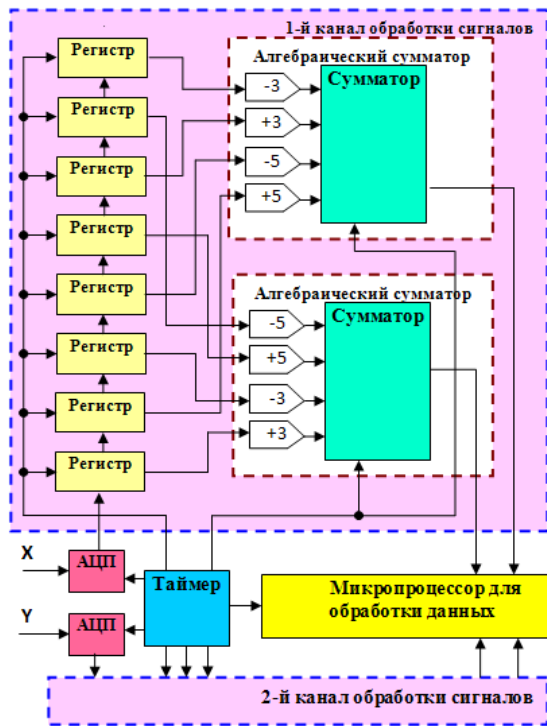 1-й канал обработки сигналов
Регистр
Регистр
Регистр
Регистр
Регистр
Регистр
Регистр
Регистр
Алгебраический сумматор
Сумматор
-3
+3
-5
+5
Алгебраический сумматор
Сумматор
-5
+5
-3
+3
X
АЦП
Y
АЦП
Таймер
Микропроцессор для
обработки данных
2-й канал обработки сигналов